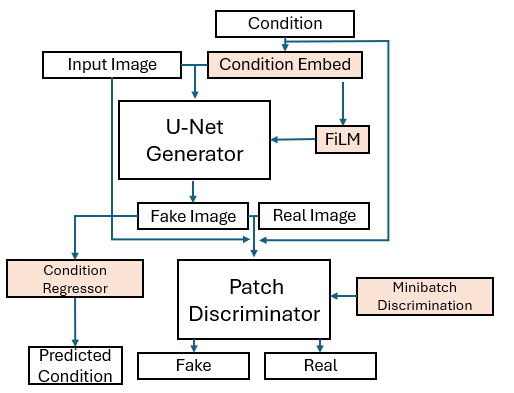 Condition
Input Image
Condition Embed
U-Net
Generator
FiLM
Fake Image
Real Image
Condition
Regressor
Patch
Discriminator
Minibatch
Discrimination
Predicted
Condition
Fake
Real